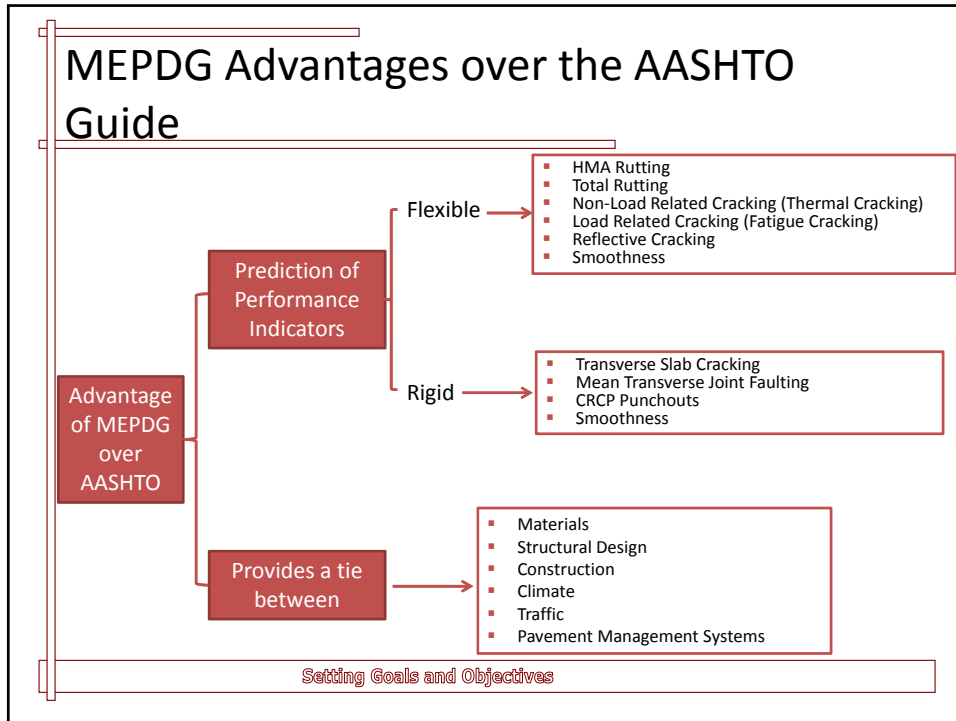 MEPDG Advantages over the AASHTO
Guide
Advantage
of MEPDG
over
AASHTO
Prediction of
Performance
Indicators
Flexible
▪ HMA Rutting
▪ Total Rutting
▪ Non-Load Related Cracking (Thermal Cracking)
▪ Load Related Cracking (Fatigue Cracking)
▪ Reflective Cracking
▪ Smoothness
Rigid
▪ Transverse Slab Cracking
▪ Mean Transverse Joint Faulting
▪ CRCP Punchouts
▪ Smoothness
Provides a tie
between
▪ Materials
▪ Structural Design
▪ Construction
▪ Climate
▪ Traffic
▪ Pavement Management Systems
Setting Goals and Objectives